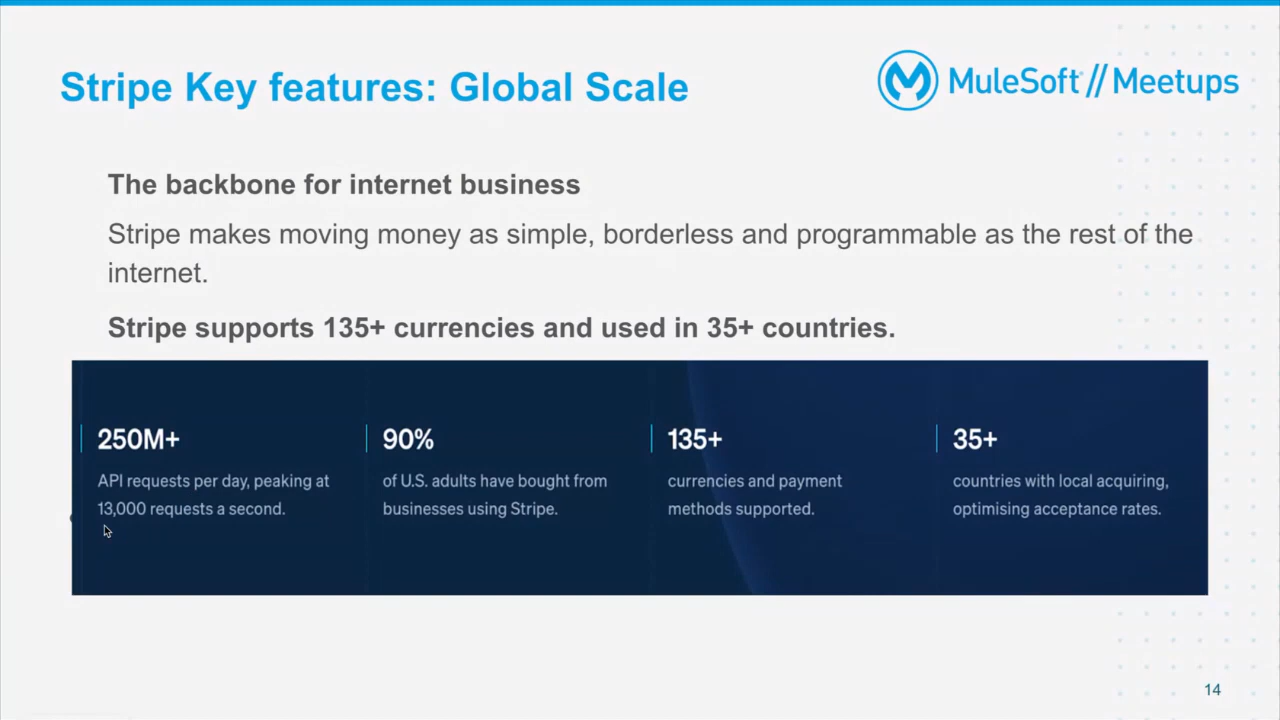 Stripe Key features: Global Scale
MuleSoft // Meetups
The backbone for internet business
Stripe makes moving money as simple, borderless and programmable as the rest of the
internet.
Stripe supports 135+ currencies and used in 35+ countries.
250M+
API requests per day, peaking at
13,000 requests a second.
90%
of U.S. adults have bought from
businesses using Stripe.
135+
currencies and payment
methods supported.
35+
countries with local acquiring,
optimising acceptance rates.
14